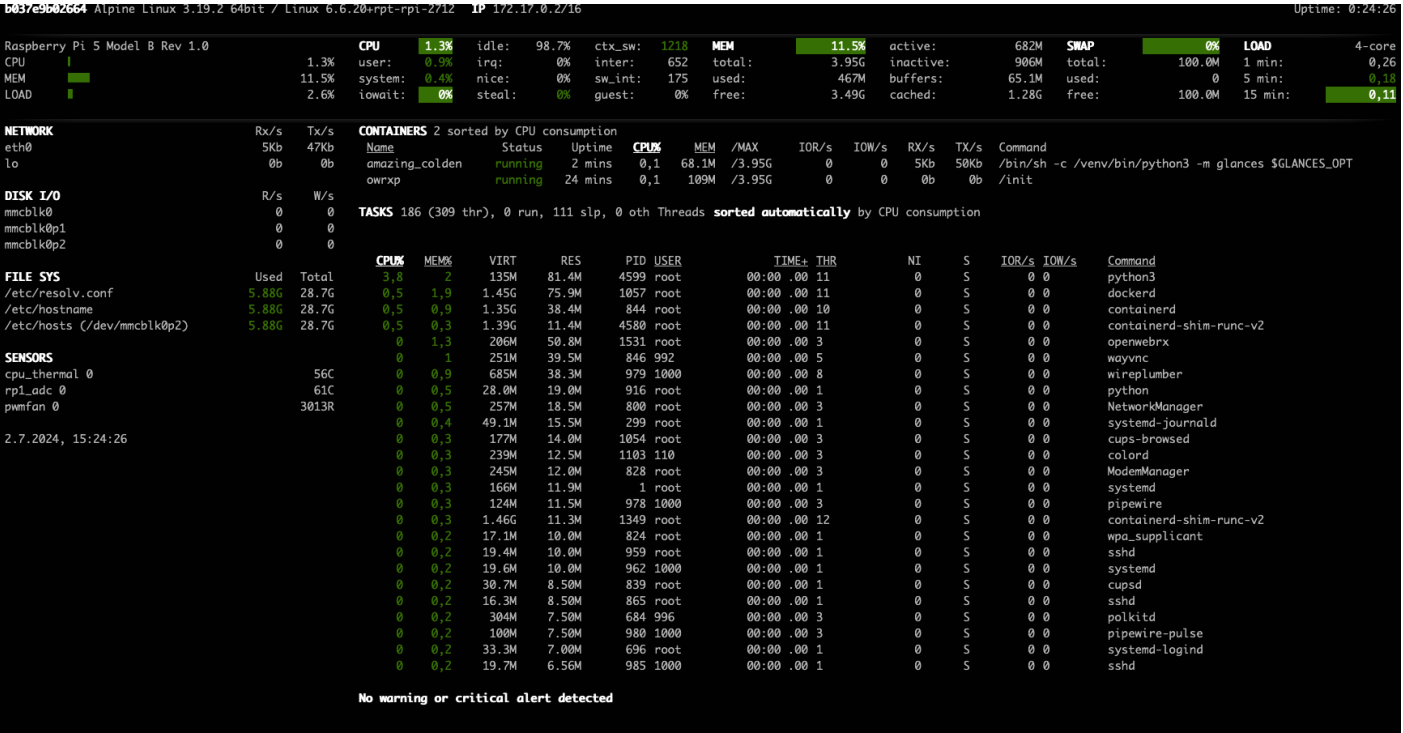 b037e9b02664 Alpine Linux 3.19.2 64bit / Linux 6.6.20+rpt-rpi-2712 IP 172.17.0.2/16 Uptime: 0:24:26
Raspberry Pi 5 Model B Rev 1.0 CPU 1.3% idle: 98.7% ctx_sw: 1218 MEM 11.5% active: 682M SWAP 0% LOAD 4-core
CPU 1.3% user: 0.9% irq: 0% inter: 652 total: 3.95G inactive: 906M total: 100.0M 1 min: 0,26
MEM 11.5% system: 0.4% nice: 0% sw_int: 175 used: 467M buffers: 65.1M used: 0 5 min: 0,18
LOAD 2.6% iowait: 0% steal: 0% guest: 0% free: 3.49G cached: 1.28G free: 100.0M 15 min: 0,11
NETWORK Rx/s Tx/s
eth0 5Kb 47Kb
lo 0b 0b
DISK I/O R/s W/s
mmcblk0 0 0
mmcblk0p1 0 0
mmcblk0p2 0 0
FILE SYS Used Total
/etc/resolv.conf 5.88G 28.7G
/etc/hostname 5.88G 28.7G
/etc/hosts (/dev/mmcblk0p2) 5.88G 28.7G
SENSORS
cpu_thermal 0 56C
rp1_adc 0 61C
pwmfan 0 3013R
2.7.2024, 15:24:26
CONTAINERS 2 sorted by CPU consumption
Name Status Uptime CPU% MEM /MAX IOR/s IOW/s RX/s TX/s Command
amazing_colden running 2 mins 0,1 68.1M /3.95G 0 0 5Kb 50Kb /bin/sh -c /venv/bin/python3 -m glances $GLANCES_OPT
owrxp running 24 mins 0,1 109M /3.95G 0 0 0b 0b /init
TASKS 186 (309 thr), 0 run, 111 slp, 0 oth Threads sorted automatically by CPU consumption
CPU% MEM% VIRT RES PID USER TIME+ THR NI S IOR/s IOW/s Command
3,8 2 135M 81.4M 4599 root 00:00 .00 11 0 S 0 0 python3
0,5 1,9 1.45G 75.9M 1057 root 00:00 .00 11 0 S 0 0 dockerd
0,5 0,9 1.35G 38.4M 844 root 00:00 .00 10 0 S 0 0 containerd
0,5 0,3 1.39G 11.4M 4580 root 00:00 .00 11 0 S 0 0 containerd-shim-runc-v2
0 1,3 206M 50.8M 1531 root 00:00 .00 3 0 S 0 0 openwebrx
0 1 251M 39.5M 846 992 00:00 .00 5 0 S 0 0 wayvnc
0 0,9 685M 38.3M 979 1000 00:00 .00 8 0 S 0 0 wireplumber
0 0,5 28.0M 19.0M 916 root 00:00 .00 1 0 S 0 0 python
0 0,5 257M 18.5M 800 root 00:00 .00 3 0 S 0 0 NetworkManager
0 0,4 49.1M 15.5M 299 root 00:00 .00 1 0 S 0 0 systemd-journald
0 0,3 177M 14.0M 1054 root 00:00 .00 3 0 S 0 0 cups-browsed
0 0,3 239M 12.5M 1103 110 00:00 .00 3 0 S 0 0 colord
0 0,3 245M 12.0M 828 root 00:00 .00 3 0 S 0 0 ModemManager
0 0,3 166M 11.9M 1 root 00:00 .00 1 0 S 0 0 systemd
0 0,3 124M 11.5M 978 1000 00:00 .00 3 0 S 0 0 pipewire
0 0,3 1.46G 11.3M 1349 root 00:00 .00 12 0 S 0 0 containerd-shim-runc-v2
0 0,2 17.1M 10.0M 824 root 00:00 .00 1 0 S 0 0 wpa_supplicant
0 0,2 19.4M 10.0M 959 root 00:00 .00 1 0 S 0 0 sshd
0 0,2 19.6M 10.0M 962 1000 00:00 .00 1 0 S 0 0 systemd
0 0,2 30.7M 8.50M 839 root 00:00 .00 1 0 S 0 0 cupsd
0 0,2 16.3M 8.50M 865 root 00:00 .00 1 0 S 0 0 sshd
0 0,2 304M 7.50M 684 996 00:00 .00 3 0 S 0 0 polkitd
0 0,2 100M 7.50M 980 1000 00:00 .00 3 0 S 0 0 pipewire-pulse
0 0,2 33.3M 7.00M 696 root 00:00 .00 1 0 S 0 0 systemd-logind
0 0,2 19.7M 6.56M 985 1000 00:00 .00 1 0 S 0 0 sshd
No warning or critical alert detected